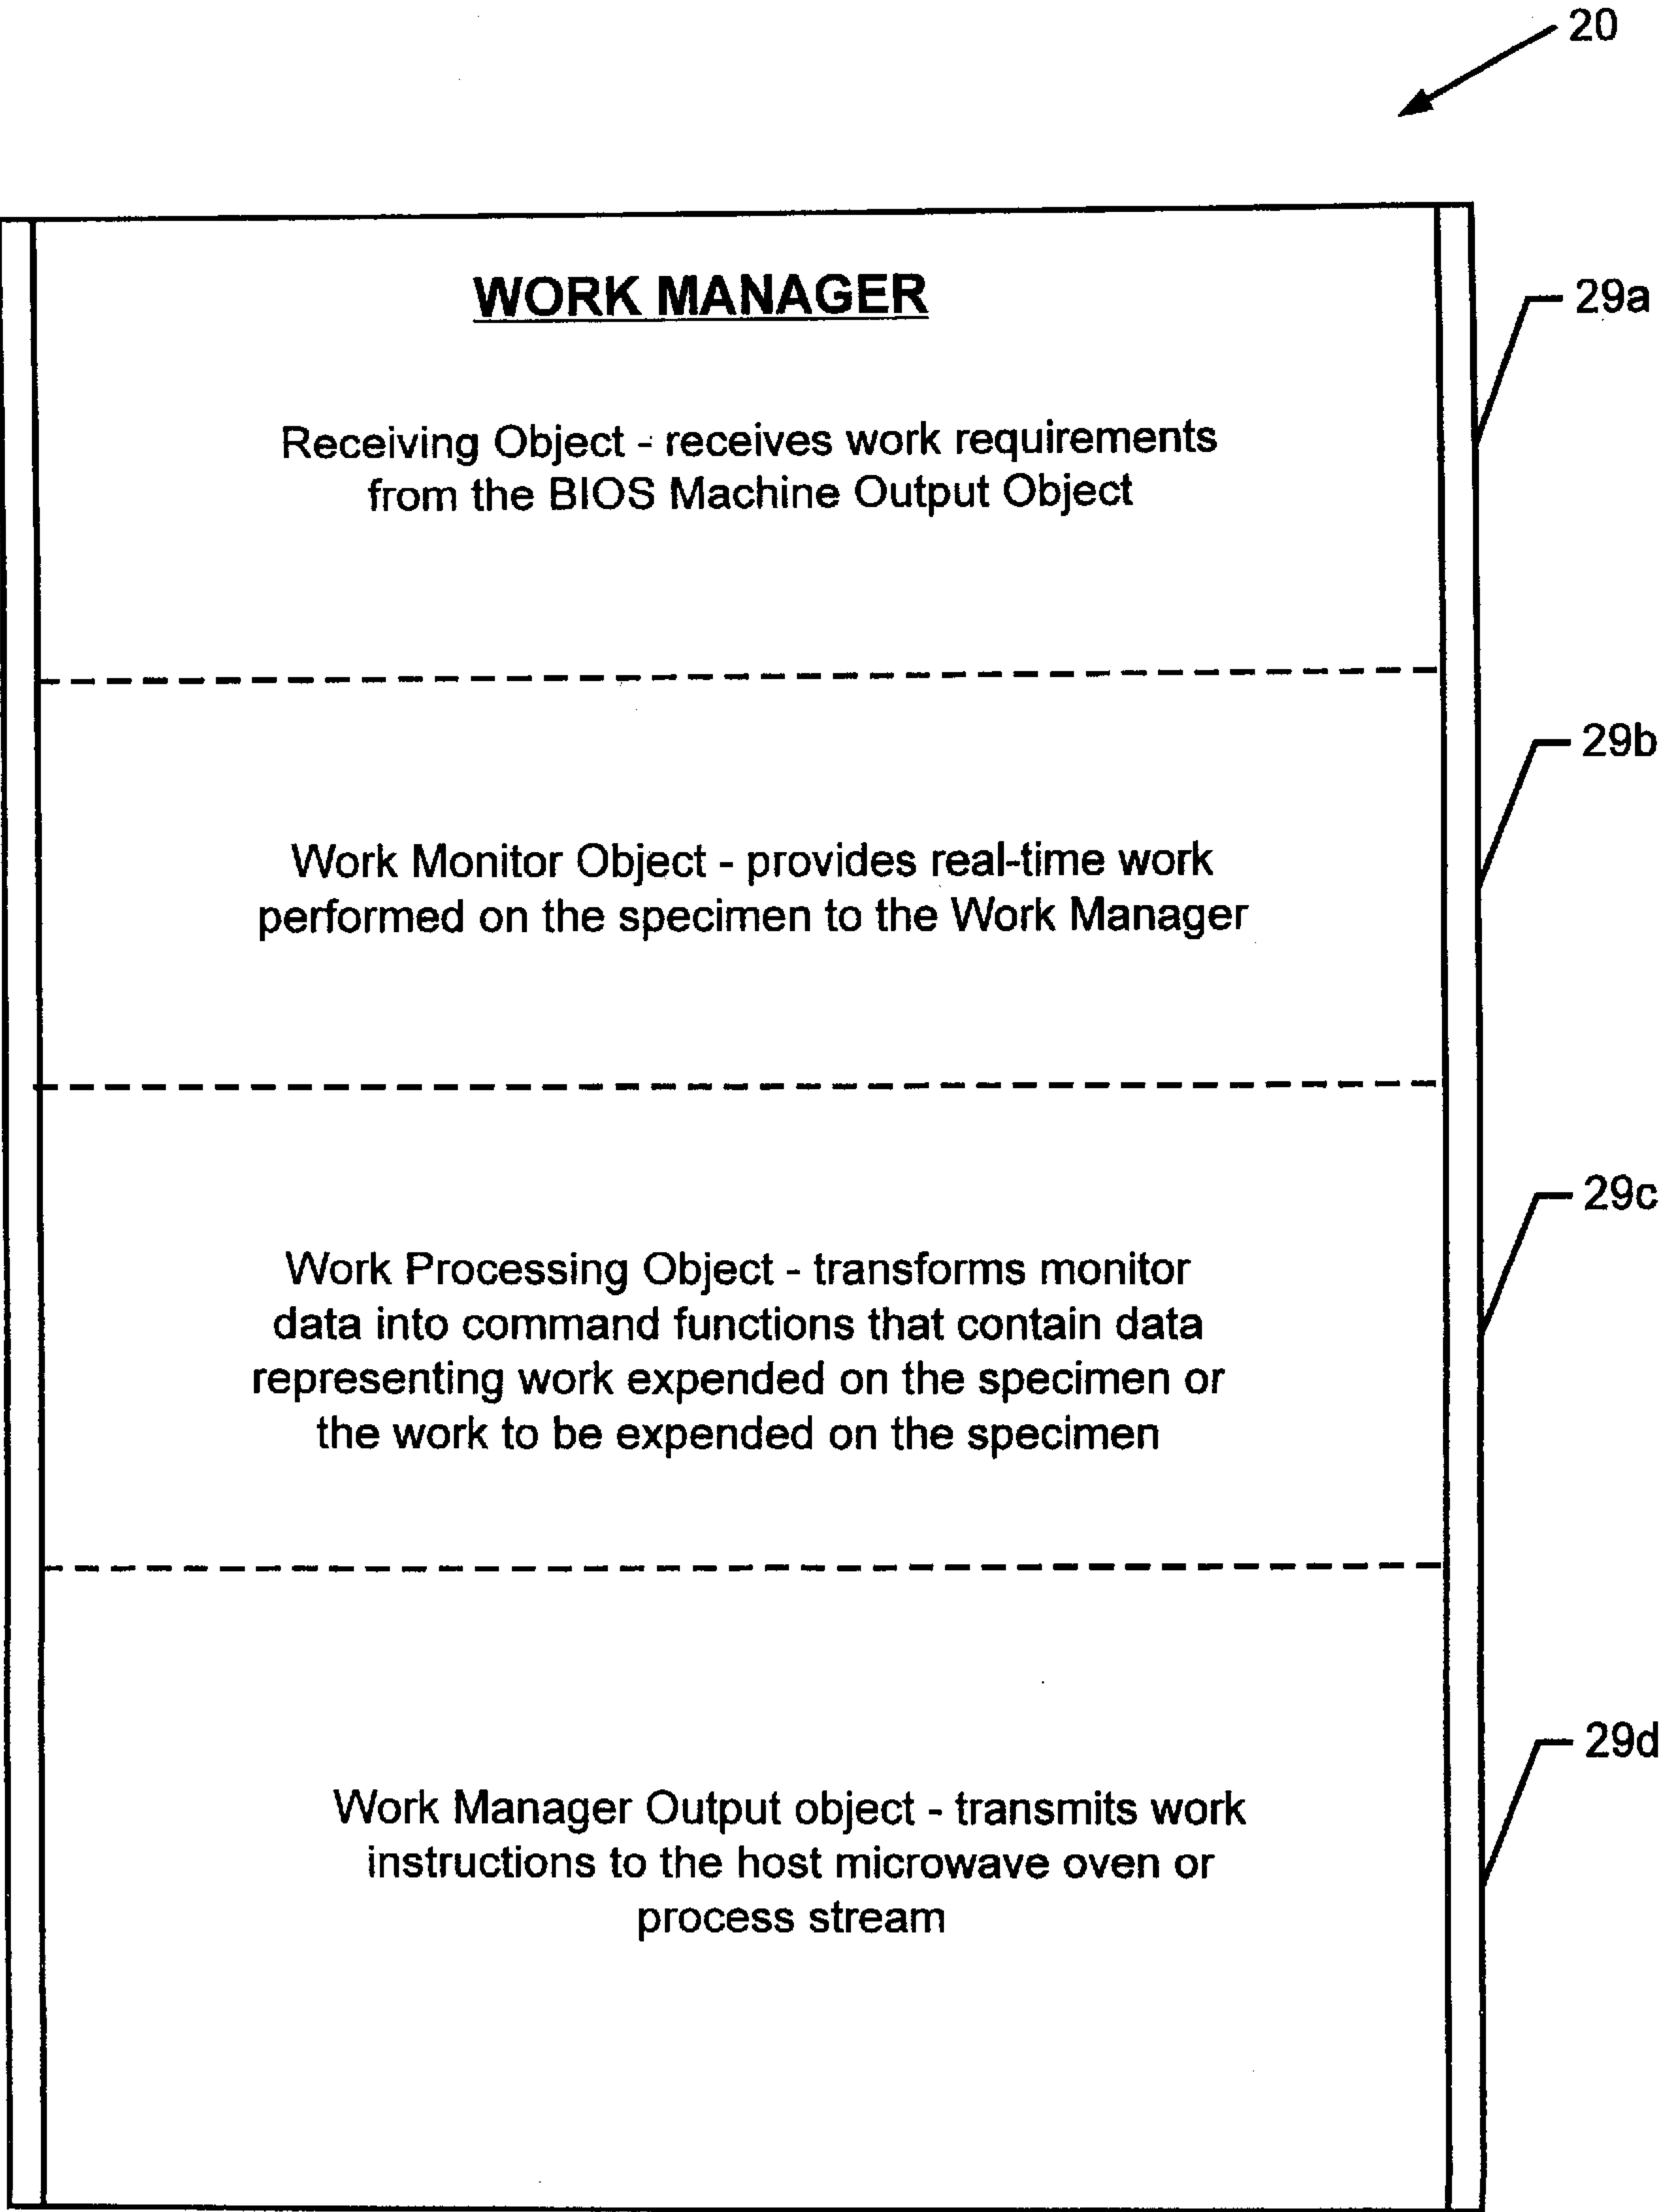 20
WORK MANAGER
29a
Receiving Object - receives work requirements
from the BIOS Machine Output Object
29b
Work Monitor Object - provides real-time work
performed on the specimen to the Work Manager
29c
Work Processing Object - transforms monitor
data into command functions that contain data
representing work expended on the specimen or
the work to be expended on the specimen
29d
Work Manager Output object - transmits work
instructions to the host microwave oven or
process stream